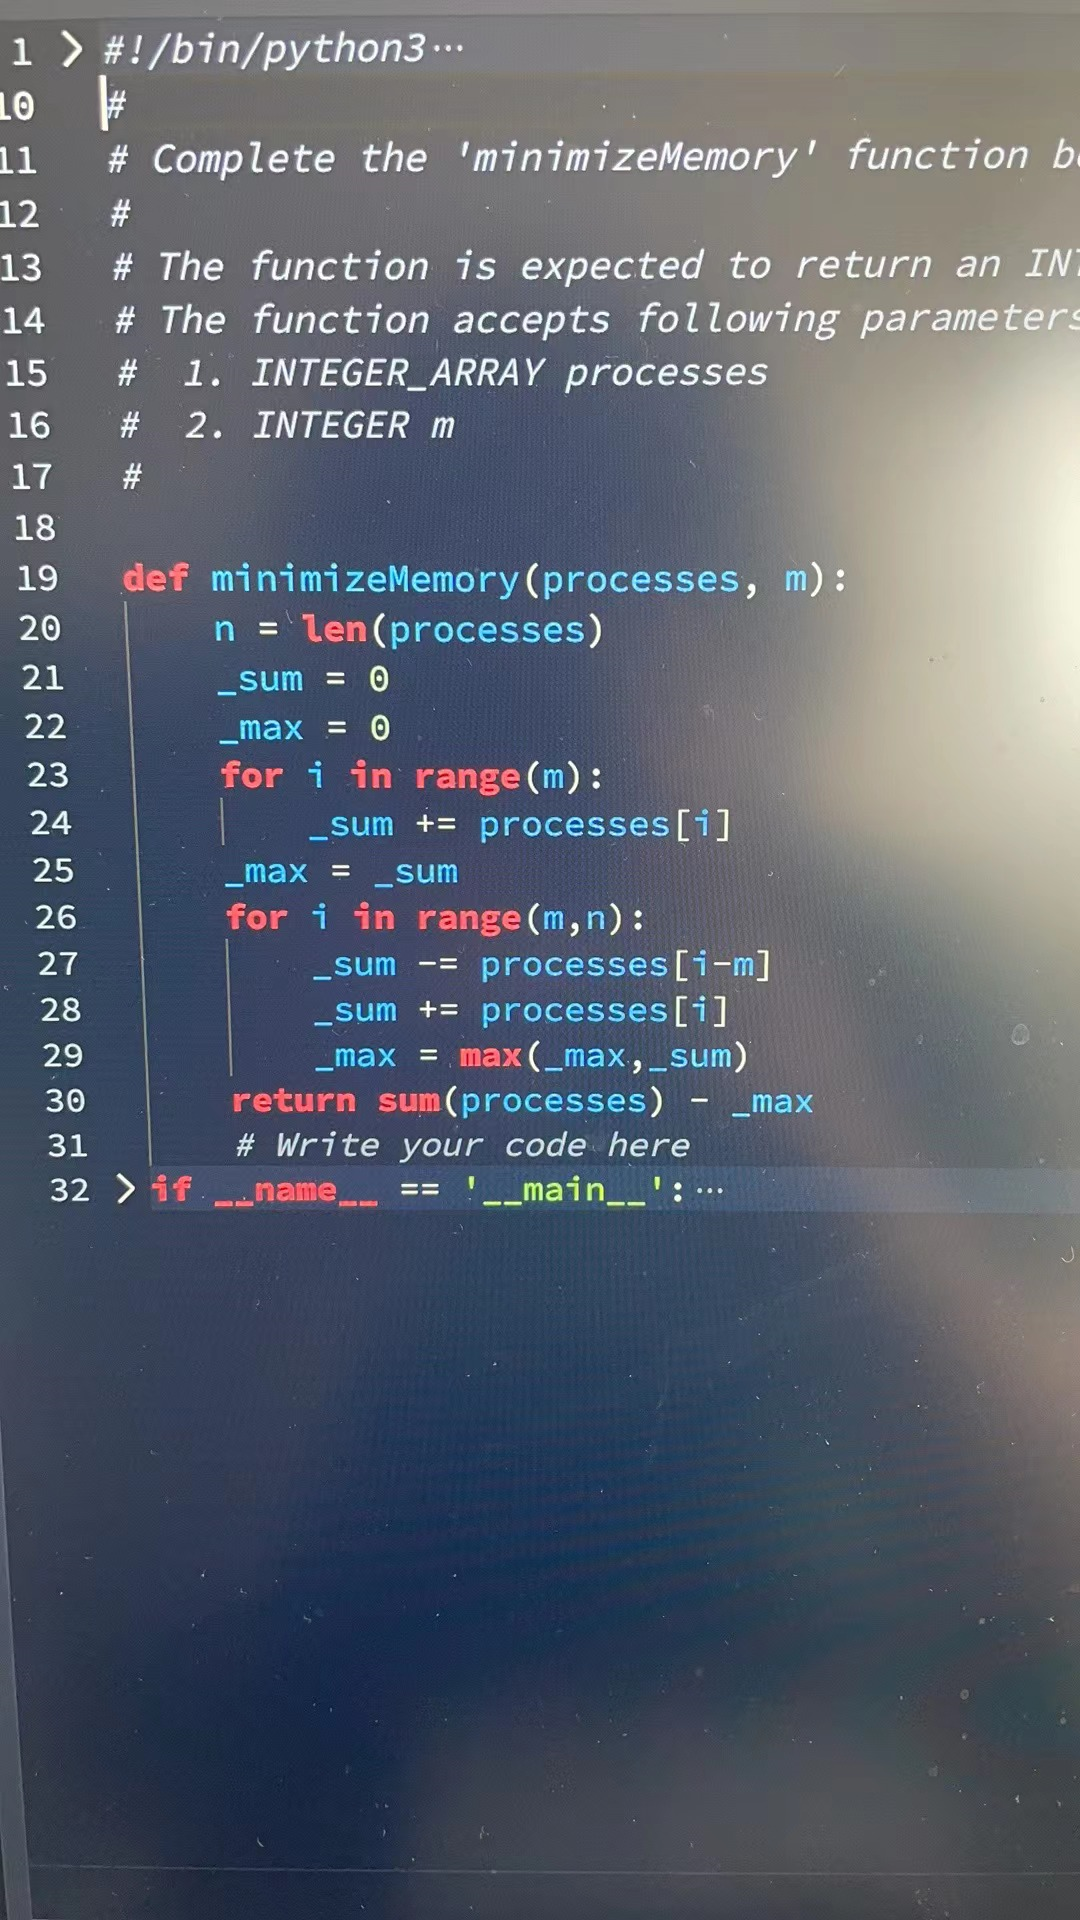 1 > #!/bin/python3…
10 #
11 # Complete the 'minimizeMemory' function
12 #
13 # The function is expected to return an
14 # The function accepts following parameters
15 #  1. INTEGER_ARRAY processes
16 #  2. INTEGER m
17 #
18
19 def minimizeMemory(processes, m):
20 n = len(processes)
21 _sum = 0
22 _max = 0
23 for i in range(m):
24 _sum += processes[i]
25 _max = _sum
26 for i in range(m,n):
27 _sum -= processes[i-m]
28 _sum += processes[i]
29 _max = max(_max,_sum)
30 return sum(processes) - _max
31 # Write your code here
32 > if __name__ == '__main__':…